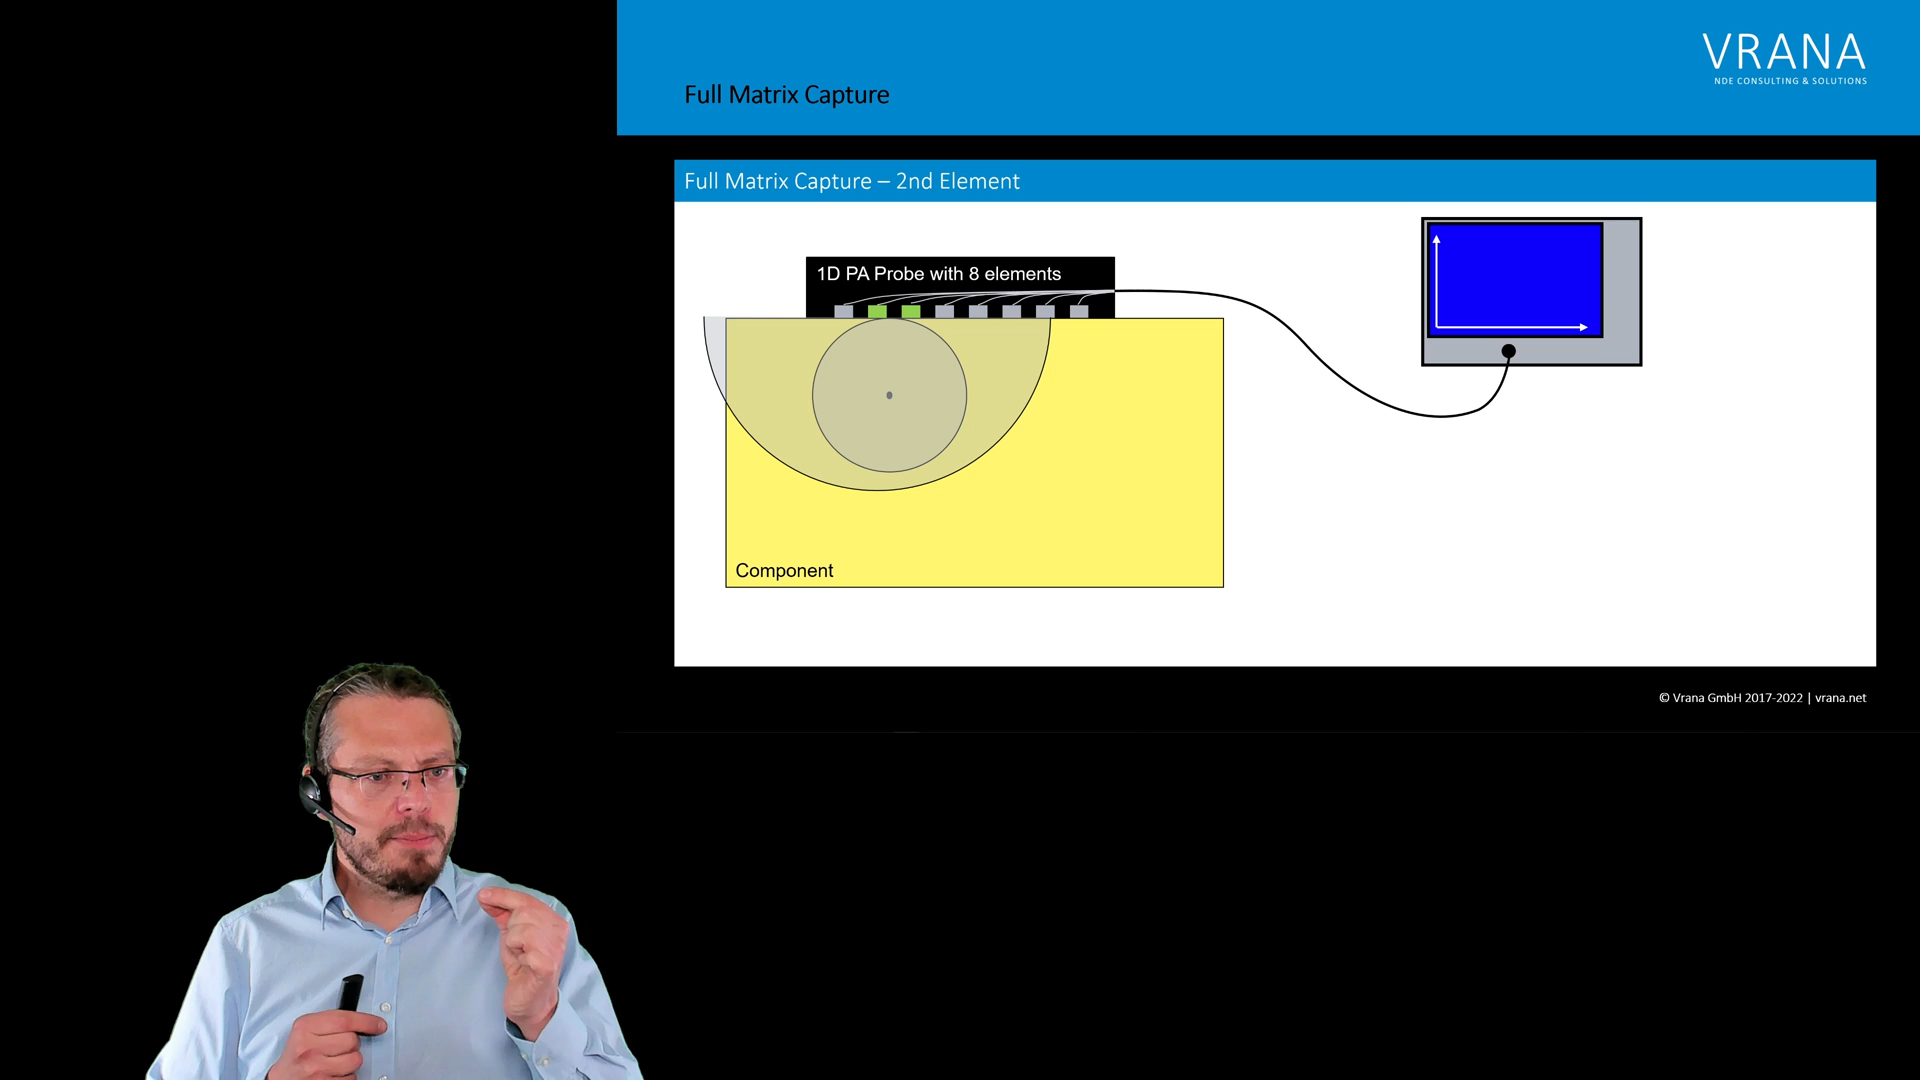 VRANA
NDE CONSULTING & SOLUTIONS
Full Matrix Capture
Full Matrix Capture – 2nd Element
1D PA Probe with 8 elements
Component
© Vrana GmbH 2017-2022 | vrana.net